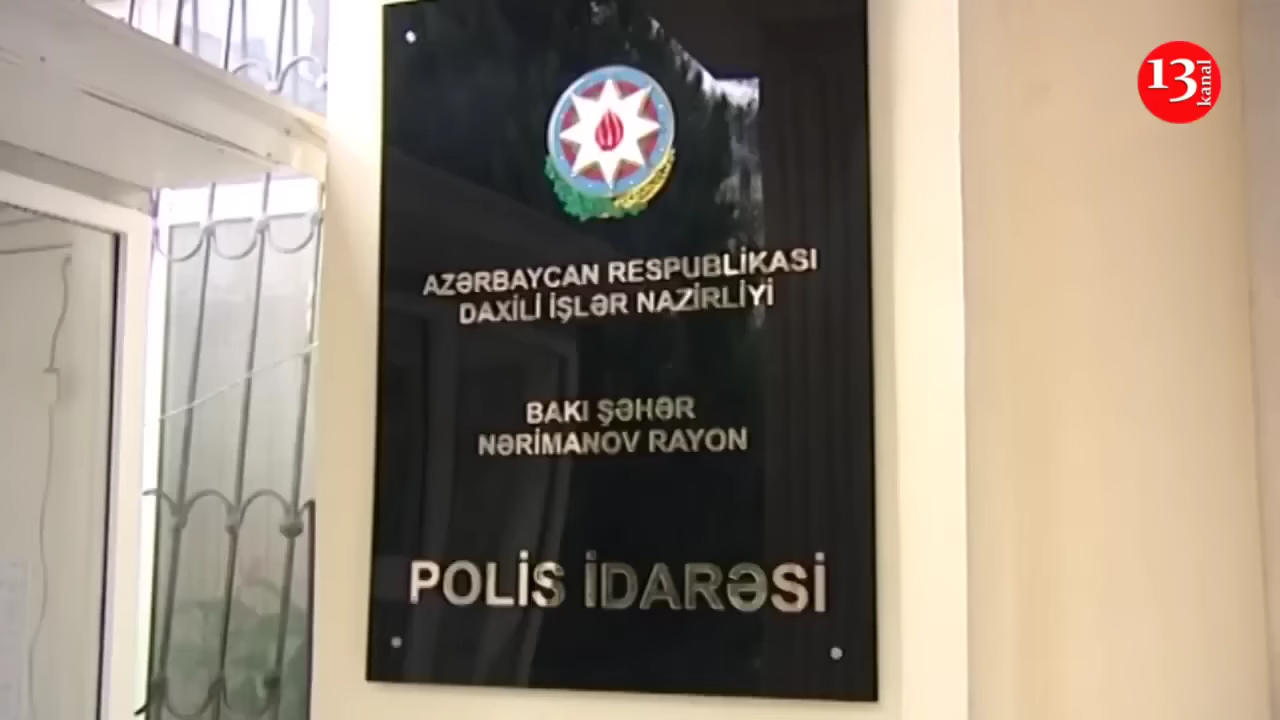 13
kanal
AZƏRBAYCAN RESPUBLİKASI
DAXİLİ İŞLƏR NAZİRLİYİ
BAKI ŞƏHƏR
NƏRİMANOV RAYON
POLİS İDARƏSİ